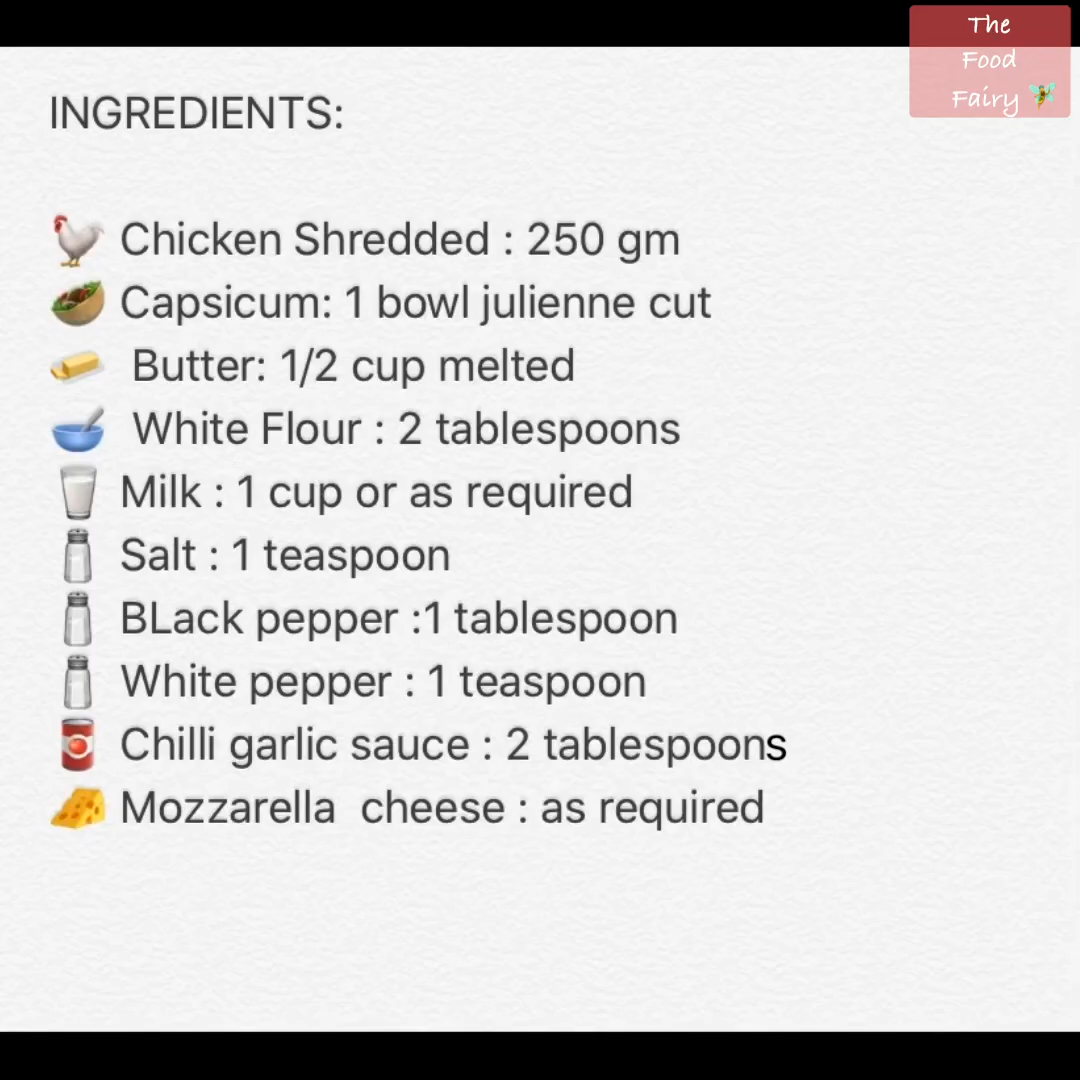 The
Food
Fairy
INGREDIENTS:
Chicken Shredded : 250 gm
Capsicum: 1 bowl julienne cut
Butter: 1/2 cup melted
White Flour : 2 tablespoons
Milk : 1 cup or as required
Salt : 1 teaspoon
BLack pepper :1 tablespoon
White pepper : 1 teaspoon
Chilli garlic sauce : 2 tablespoons
Mozzarella  cheese : as required